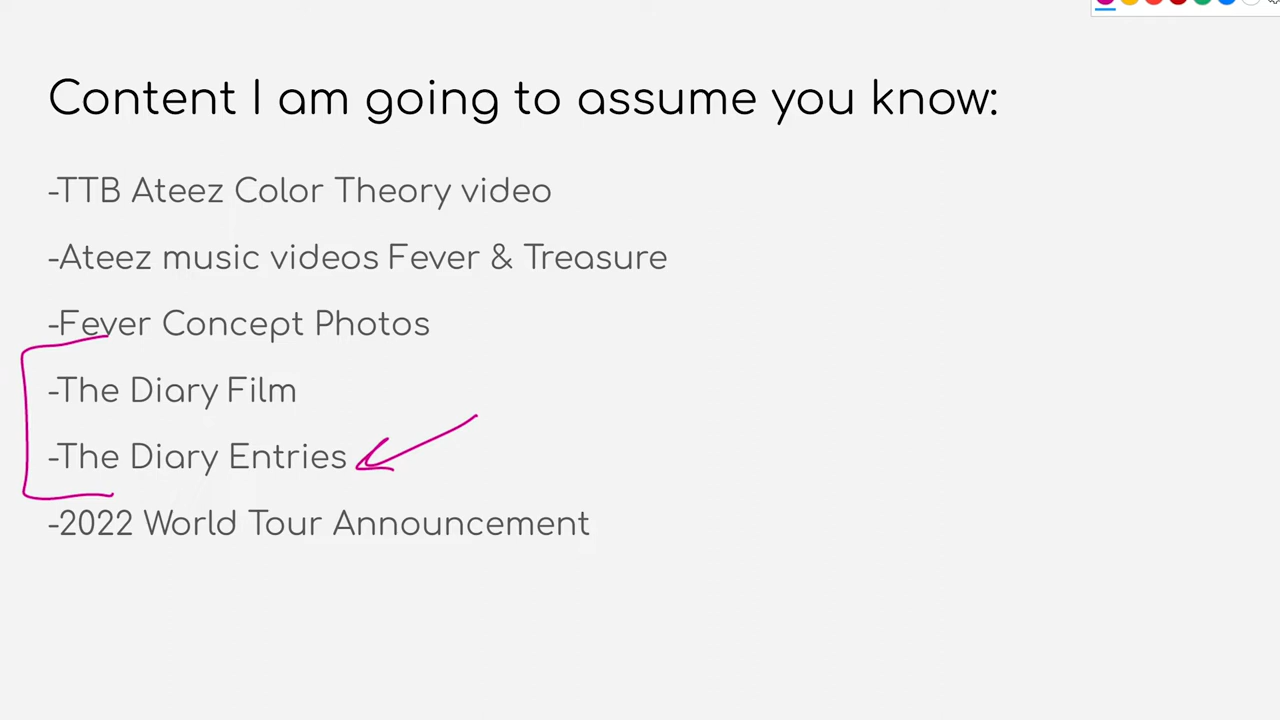 Content I am going to assume you know:
-TTB Ateez Color Theory video
-Ateez music videos Fever & Treasure
-Fever Concept Photos
-The Diary Film
-The Diary Entries
-2022 World Tour Announcement